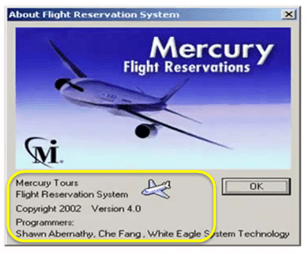 About Flight Reservation System
Mercury
Flight Reservations
Mi
Mercury Tours
Flight Reservation System
Copyright 2002 Version 4.0
OK
Programmers:
Shawn Abernathy, Che Fang , White Eagle System Technology